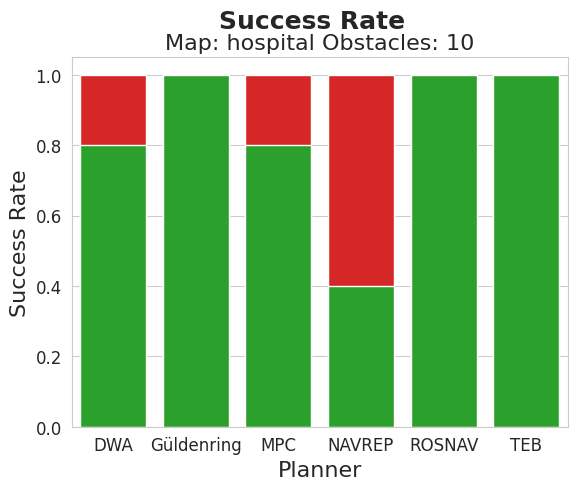 Success Rate
Map: hospital Obstacles: 10
Success Rate
1.0
0.8
0.6
0.4
0.2
0.0
DWA Güldenring MPC NAVREP ROSNAV TEB
Planner